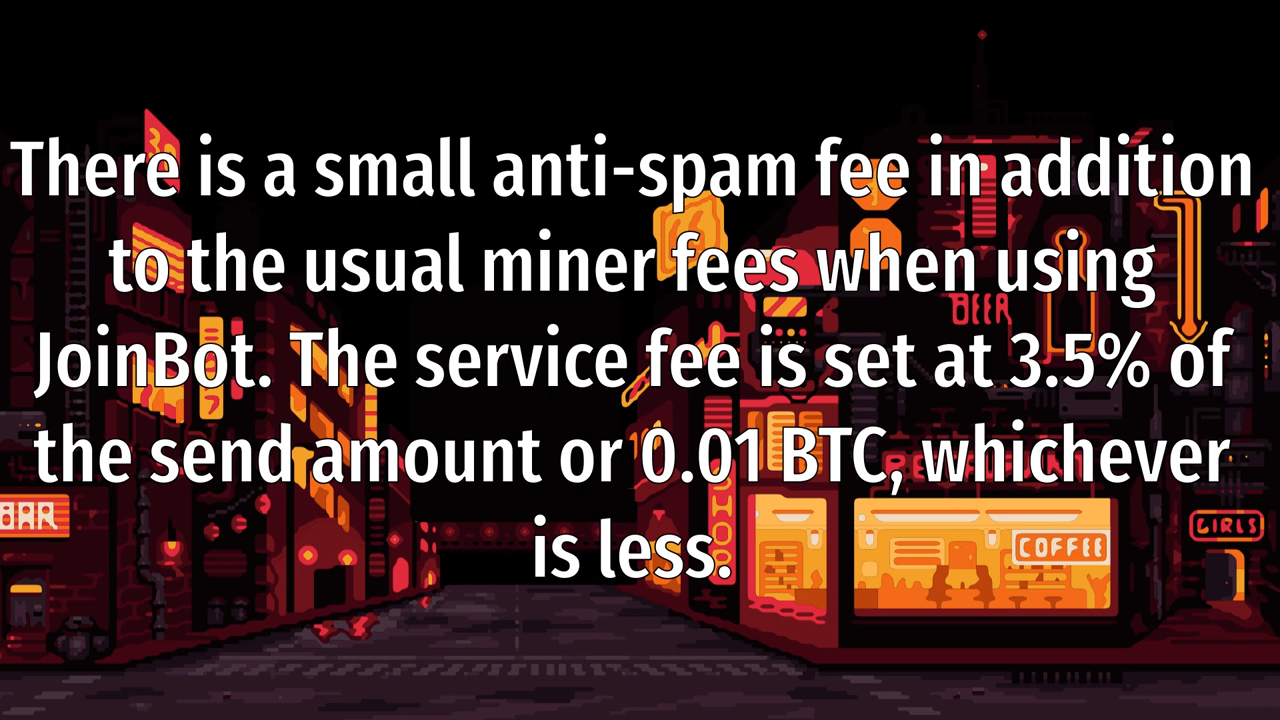 There is a small anti-spam fee in addition
to the usual miner fees when using
JoinBot. The service fee is set at 3.5% of
the send amount or 0.01 BTC, whichever
is less.
BEER
BAR
COFFEE
GIRLS